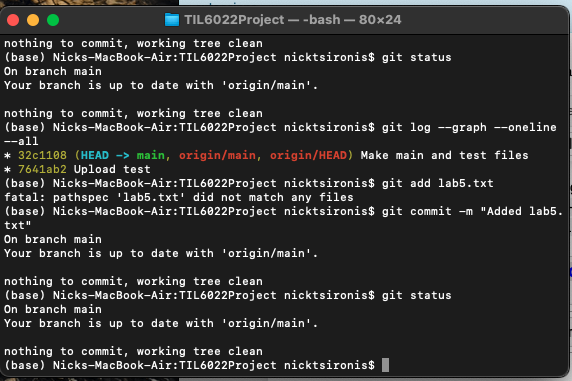 TIL6022Project — -bash — 80×24
nothing to commit, working tree clean
(base) Nicks-MacBook-Air:TIL6022Project nicktsironis$ git status
On branch main
Your branch is up to date with 'origin/main'.
nothing to commit, working tree clean
(base) Nicks-MacBook-Air:TIL6022Project nicktsironis$ git log --graph --oneline
--all
* 32c1108 (HEAD -> main, origin/main, origin/HEAD) Make main and test files
* 7641ab2 Upload test
(base) Nicks-MacBook-Air:TIL6022Project nicktsironis$ git add lab5.txt
fatal: pathspec 'lab5.txt' did not match any files
(base) Nicks-MacBook-Air:TIL6022Project nicktsironis$ git commit -m "Added lab5.
txt"
On branch main
Your branch is up to date with 'origin/main'.
nothing to commit, working tree clean
(base) Nicks-MacBook-Air:TIL6022Project nicktsironis$ git status
On branch main
Your branch is up to date with 'origin/main'.
nothing to commit, working tree clean
(base) Nicks-MacBook-Air:TIL6022Project nicktsironis$